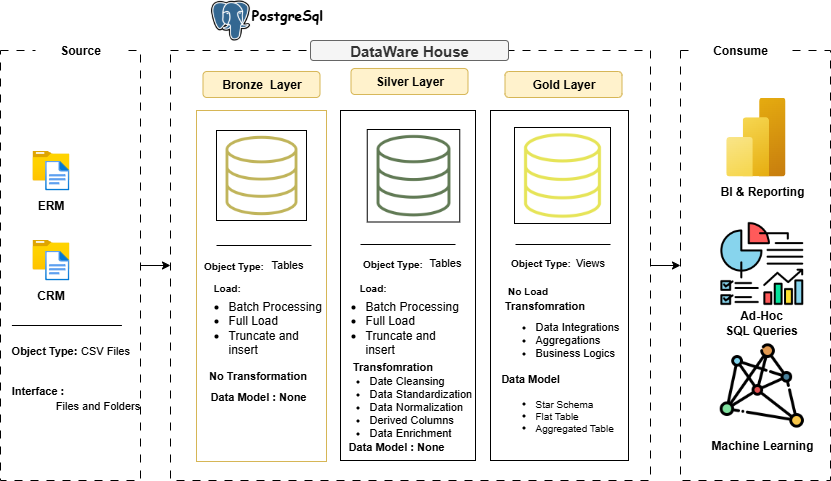 PostgreSql
Source
DataWare House
Consume
Bronze Layer
Silver Layer
Gold Layer
ERM
CRM
Object Type: CSV Files
Interface :
Files and Folders
Object Type: Tables
Load:
Batch Processing
Full Load
Truncate and
insert
No Transformation
Data Model : None
Object Type: Tables
Load:
Batch Processing
Full Load
Truncate and
insert
Transfomration
Date Cleansing
Data Standardization
Data Normalization
Derived Columns
Data Enrichment
Data Model : None
Object Type: Views
No Load
Transfomration
Data Integrations
Aggregations
Business Logics
Data Model
Star Schema
Flat Table
Aggregated Table
BI & Reporting
Ad-Hoc
SQL Queries
Machine Learning